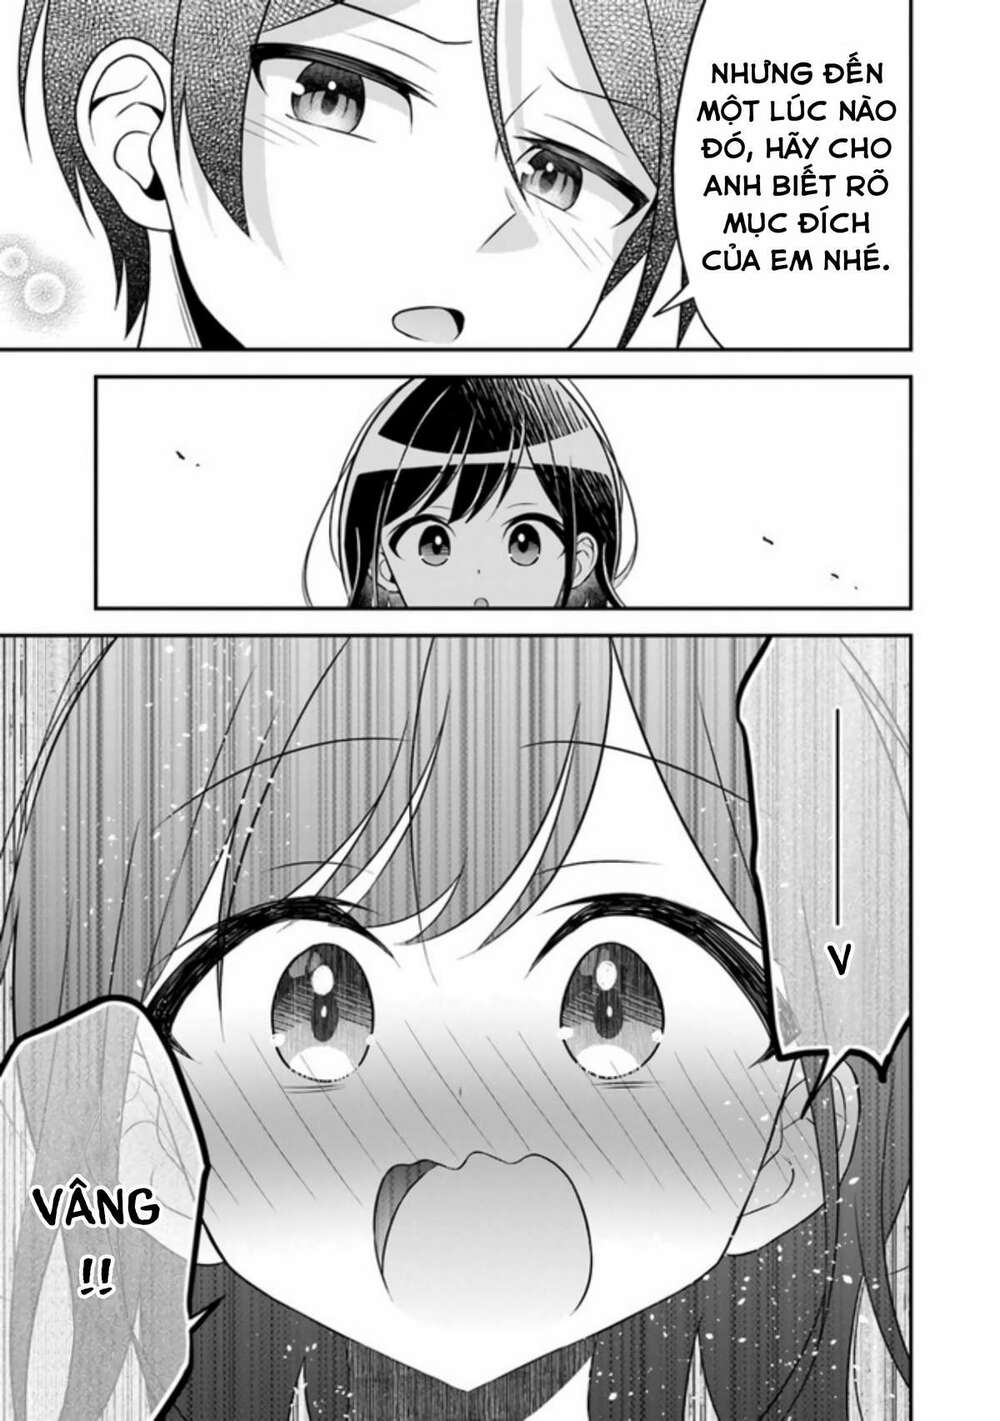 NHƯNG ĐẾN
MỘT LÚC NÀO
ĐÓ, HÃY CHO
ANH BIẾT RÕ
MỤC ĐÍCH
CỦA EM NHÉ.
V
VÂNG
!!